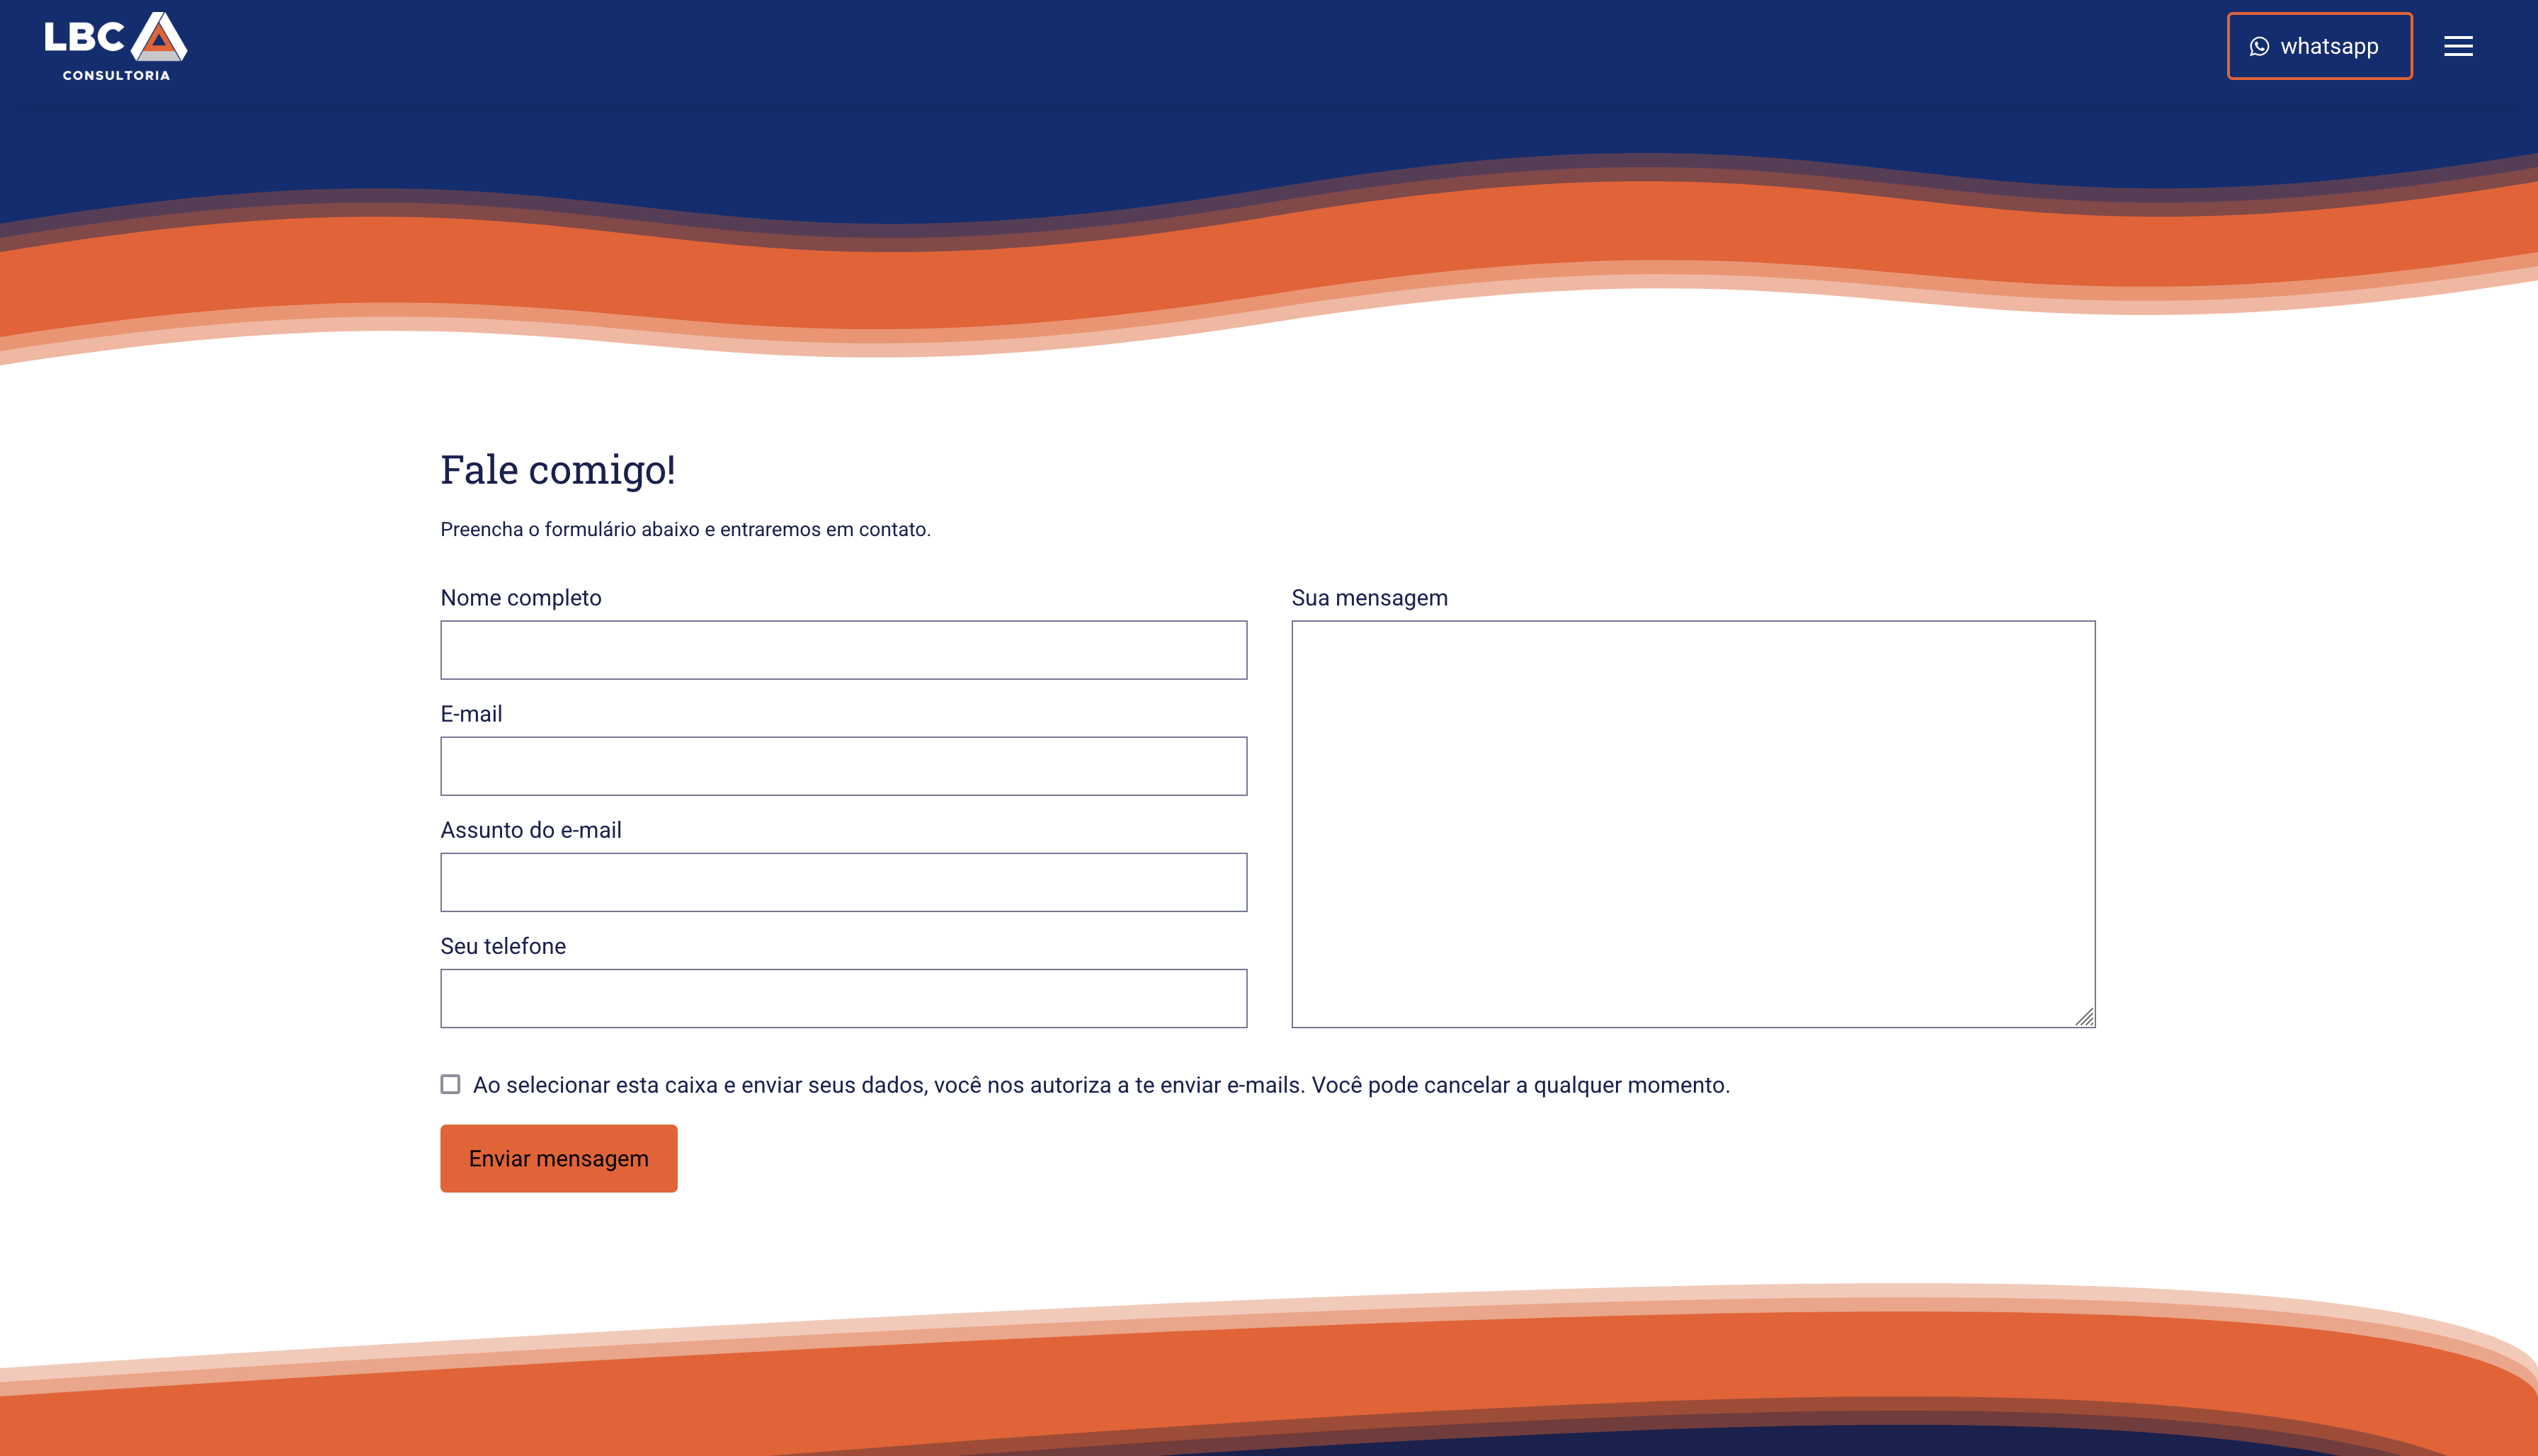 LBC
CONSULTORIA
whatsapp
Fale comigo!
Preencha o formulário abaixo e entraremos em contato.
Nome completo
Sua mensagem
E-mail
Assunto do e-mail
Seu telefone
Ao selecionar esta caixa e enviar seus dados, você nos autoriza a te enviar e-mails. Você pode cancelar a qualquer momento.
Enviar mensagem